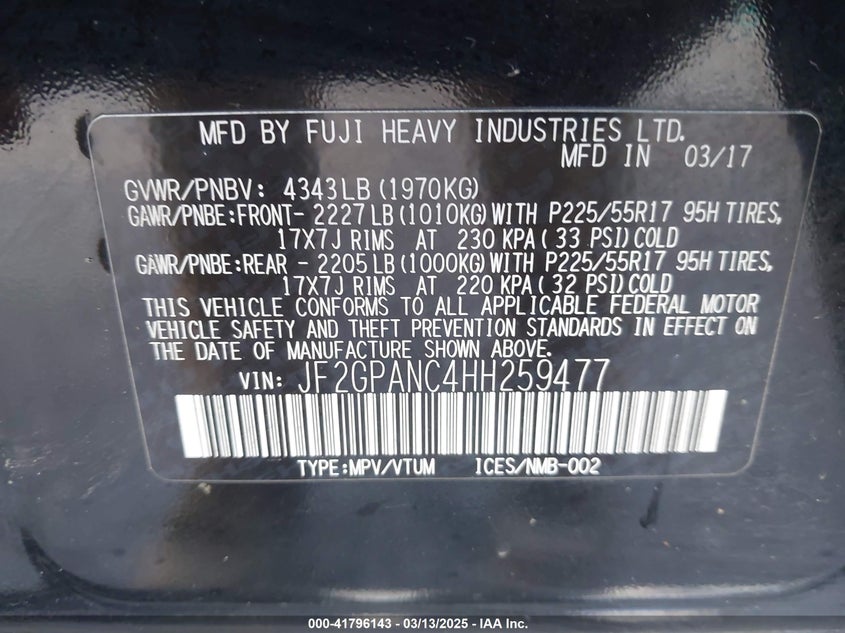 MFD BY FUJI HEAVY INDUSTRIES LTD.
MFD IN 03/17
GVWR/PNBV: 4343LB (1970KG)
GAWR/PNBE:FRONT- 2227LB (1010KG) WITH P225/55R17 95H TIRES,
17X7J RIMS AT 230 KPA ( 33 PSI) COLD
GAWR/PNBE:REAR - 2205LB (1000KG) WITH P225/55R17 95H TIRES,
17X7J RIMS AT 220 KPA ( 32 PSI) COLD
THIS VEHICLE CONFORMS TO ALL APPLICABLE FEDERAL MOTOR
VEHICLE SAFETY AND THEFT PREVENTION STANDARDS IN EFFECT ON
THE DATE OF MANUFACTURE SHOWN ABOVE.
VIN: JF2GPANC4HH259477
TYPE:MPV/VTUM ICES/NMB-002
000-41796143 - 03/13/2025 - IAA Inc.